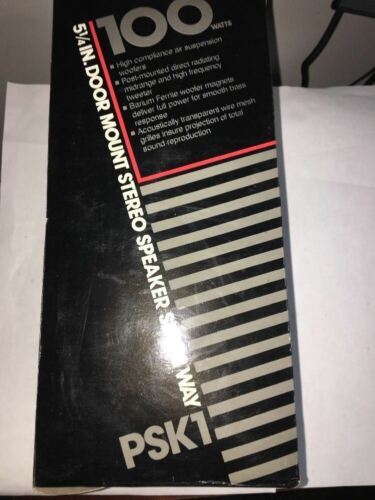 100 WATTS
▪ High compliance air suspension
woofers
▪ Post-mounted direct radiating
midrange and high frequency
tweeter
▪ Barium Ferrite woofer magnets
deliver full power for smooth bass
response
▪ Acoustically transparent wire mesh
grilles insure projection of total
sound reproduction
5¼ IN. DOOR MOUNT STEREO SPEAKER WAY
PSK1